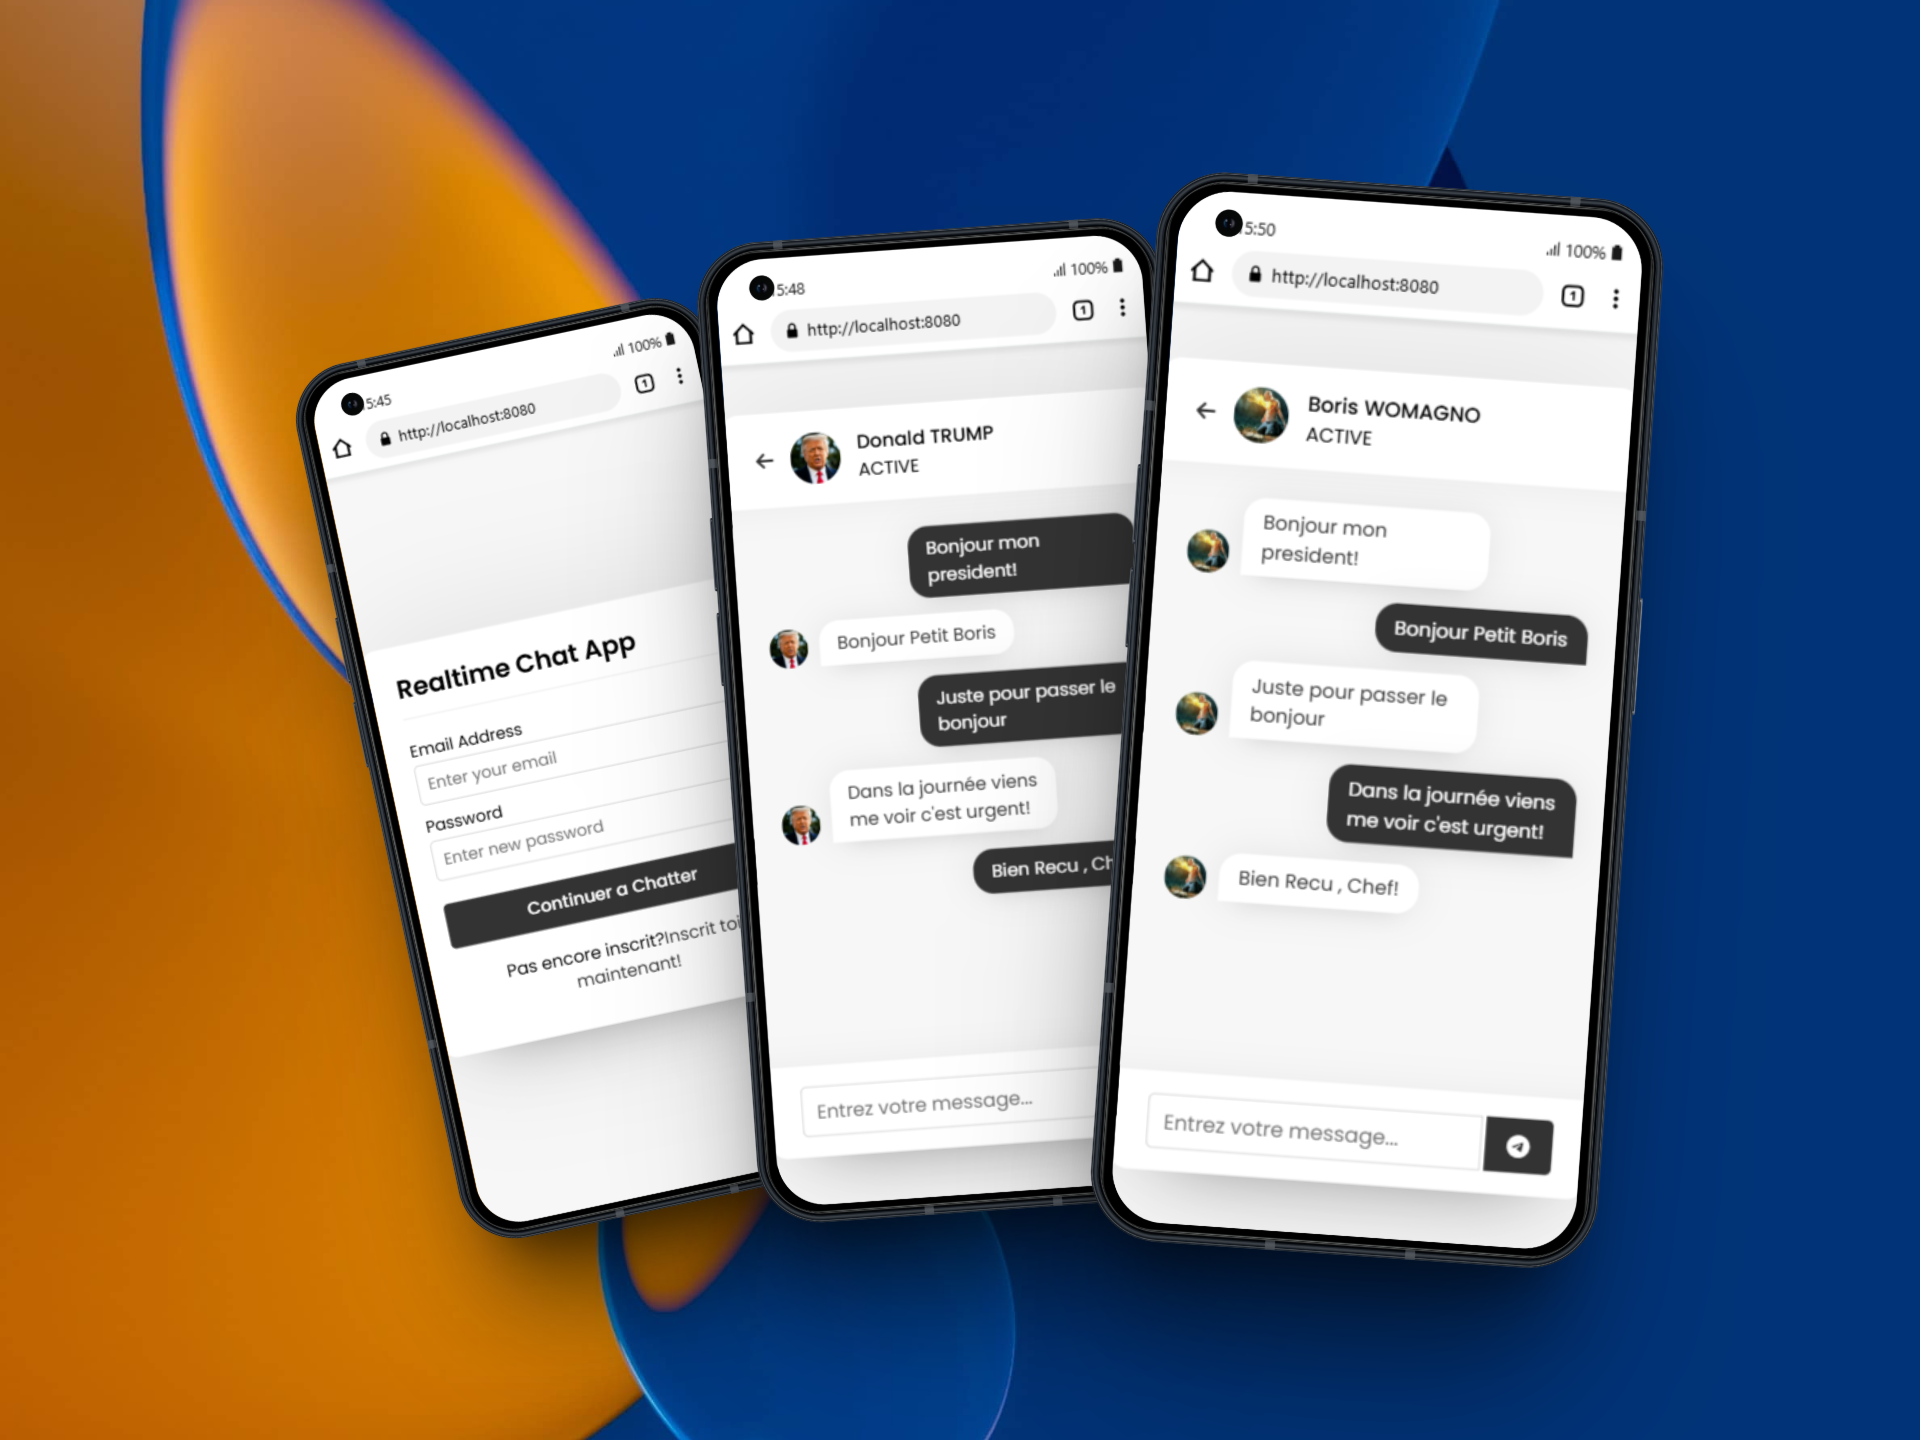 5:45
100%
http://localhost:8080
1
Realtime Chat App
Email Address
Enter your email
Password
Enter new password
Continuer a Chatter
Pas encore inscrit?Inscrit toi
maintenant!
5:48
100%
http://localhost:8080
1
Donald TRUMP
ACTIVE
Bonjour mon
president!
Bonjour Petit Boris
Juste pour passer le
bonjour
Dans la journée viens
me voir c'est urgent!
Bien Recu , Ch
Entrez votre message...
5:50
100%
http://localhost:8080
1
Boris WOMAGNO
ACTIVE
Bonjour mon
president!
Bonjour Petit Boris
Juste pour passer le
bonjour
Dans la journée viens
me voir c'est urgent!
Bien Recu , Chef!
Entrez votre message...